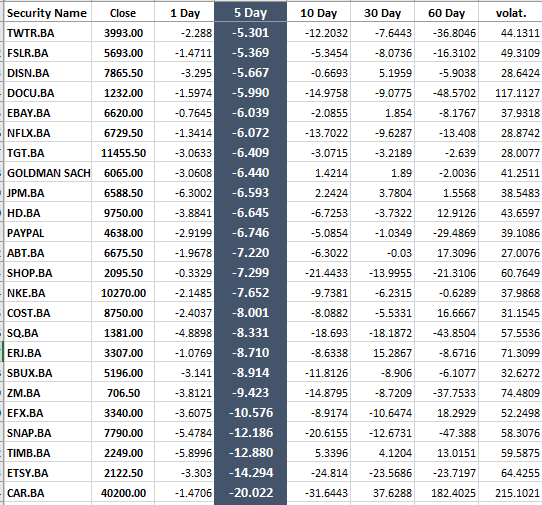 Security Name Close 1 Day 5 Day 10 Day 30 Day 60 Day volat.
TWTR.BA 3993.00 -2.288 -5.301 -12.2032 -7.6443 -36.8046 44.1311
FSLR.BA 5693.00 -1.4711 -5.369 -5.3454 -8.0736 -16.3102 49.3109
DISN.BA 7865.50 -3.295 -5.667 -0.6693 5.1959 -5.9038 28.6424
DOCU.BA 1232.00 -1.5974 -5.990 -14.9758 -9.0775 -48.5702 117.1127
EBAY.BA 6620.00 -0.7645 -6.039 -2.0855 1.854 -8.1767 37.9318
NFLX.BA 6729.50 -1.3414 -6.072 -13.7022 -9.6287 -13.408 28.8742
TGT.BA 11455.50 -3.0633 -6.409 -3.0715 -3.2189 -2.639 28.0077
GOLDMAN SACH 6065.00 -3.0608 -6.440 1.4214 1.89 -2.0036 41.2511
JPM.BA 6588.50 -6.3002 -6.593 2.2424 3.7804 1.5568 38.5483
HD.BA 9750.00 -3.8841 -6.645 -6.7253 -3.7322 12.9126 43.6597
PAYPAL 4638.00 -2.9199 -6.746 -5.0854 -1.0349 -29.4869 39.1086
ABT.BA 6675.50 -1.9678 -7.220 -6.3022 -0.03 17.3096 27.0076
SHOP.BA 2095.50 -0.3329 -7.299 -21.4433 -13.9955 -21.3106 60.7649
NKE.BA 10270.00 -2.1485 -7.652 -9.7381 -6.2315 -0.6289 37.9868
COST.BA 8750.00 -2.4037 -8.001 -8.0882 -5.5331 16.6667 31.1545
SQ.BA 1381.00 -4.8898 -8.331 -18.693 -18.1872 -43.8504 57.5536
ERJ.BA 3307.00 -1.0769 -8.710 -8.6338 15.2867 -8.6716 71.3099
SBUX.BA 5196.00 -3.141 -8.914 -11.8126 -8.906 -6.1077 32.6272
ZM.BA 706.50 -3.8121 -9.423 -14.8795 -8.7209 -37.7533 74.4809
EFX.BA 3340.00 -3.6075 -10.576 -8.9174 -10.6474 18.2929 52.2498
SNAP.BA 7790.00 -5.4784 -12.186 -20.6155 -12.6731 -47.388 58.3076
TIMB.BA 2249.00 -5.8996 -12.880 5.3396 4.1204 13.0151 59.5875
ETSY.BA 2122.50 -3.303 -14.294 -24.814 -23.5686 -23.7197 64.4255
CAR.BA 40200.00 -1.4706 -20.022 -31.6443 37.6288 182.4025 215.1021